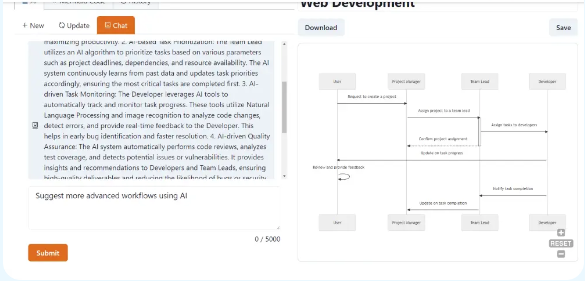 Chat
Web Development
+ New
Update
Chat
Download
Save
maximizing productivity. 2. AI-based Task Prioritization: The Team Lead
utilizes an AI algorithm to prioritize tasks based on various parameters
such as project deadlines, dependencies, and resource availability. The AI
system continuously learns from past data and updates task priorities
accordingly, ensuring the most critical tasks are completed first. 3. AI-
driven Task Monitoring: The Developer leverages AI tools to
automatically track and monitor task progress. These tools utilize Natural
Language Processing and image recognition to analyze code changes,
detect errors, and provide real-time feedback to the Developer. This
helps in early bug identification and faster resolution. 4. AI-driven Quality
Assurance: The AI system automatically performs code reviews, analyzes
test coverage, and detects potential issues or vulnerabilities. It provides
insights and recommendations to Developers and Team Leads, ensuring
high-quality deliverables and reducing the likelihood of bugs or security
Suggest more advanced workflows using AI
0 / 5000
Submit
User
Project Manager
Team Lead
Developer
Request to create a project
Assign project to a team lead
Assign tasks to developers
Confirm project assignment
Update on task progress
Review and provide feedback
Notify task completion
Update on task completion
User
Project Manager
Team Lead
Developer
RESET